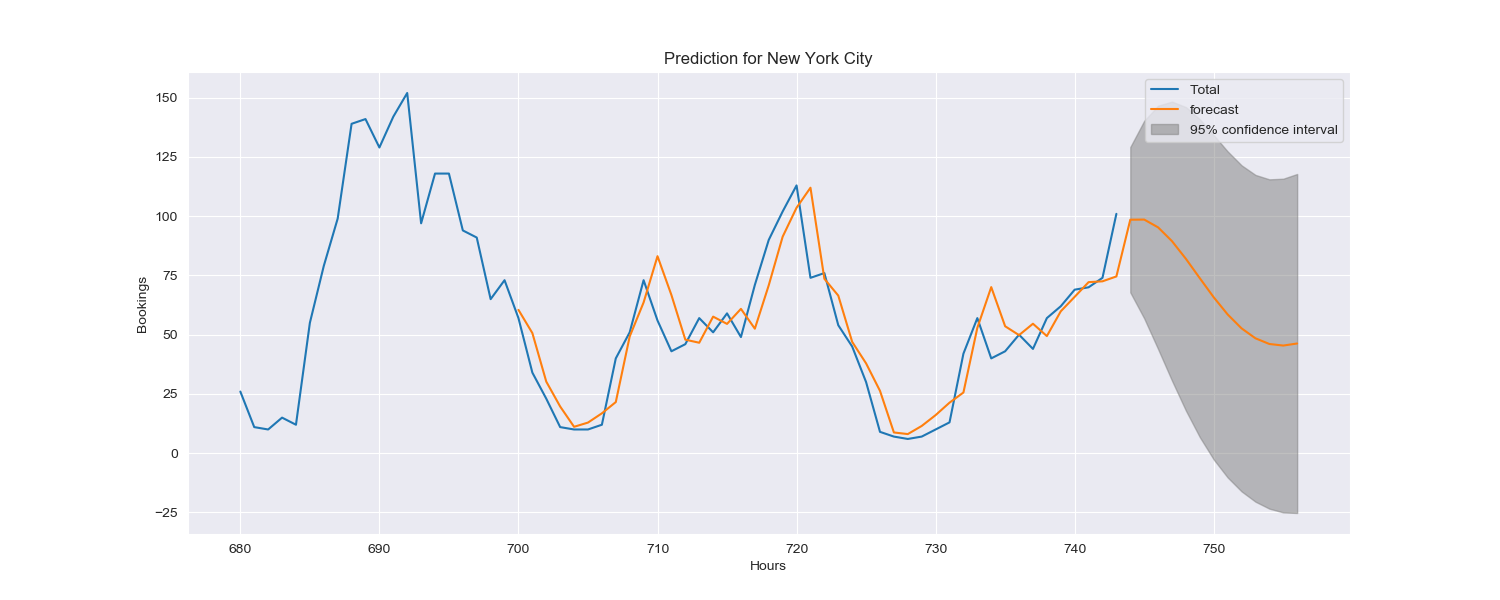 Prediction for New York City
150
125
100
75
50
25
0
−25
Bookings
Total
forecast
95% confidence interval
680 690 700 710 720 730 740 750
Hours